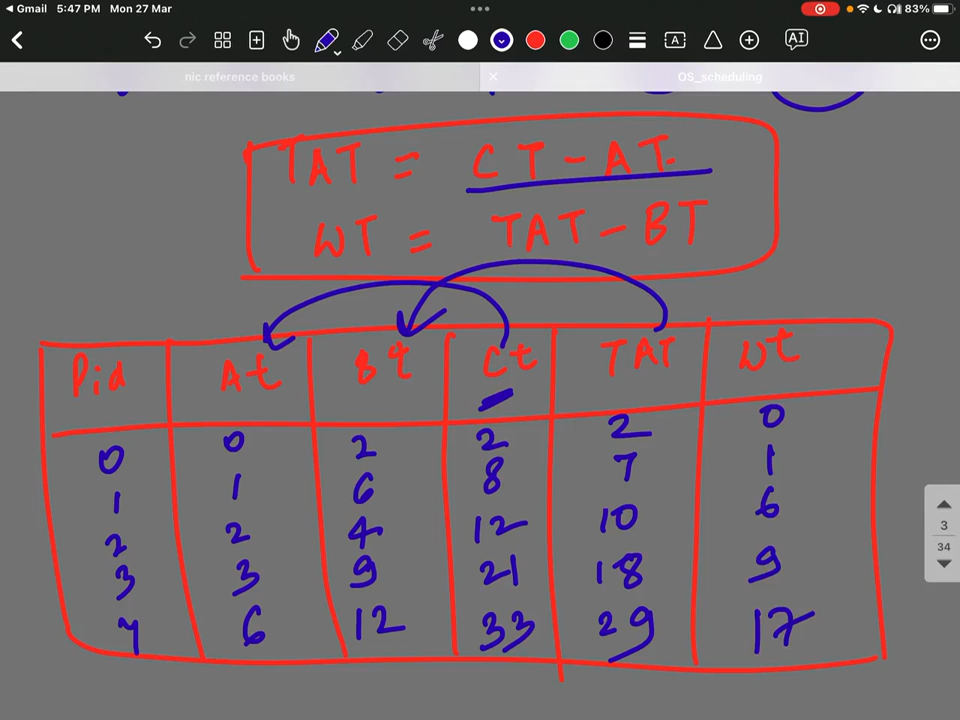 Gmail 5:47 PM Mon 27 Mar 83%
A AI
nic reference books OS_scheduling
TAT = CT - AT
WT = TAT - BT
Pid At Bt Ct TAT Wt
0 0 2 2 2 0
1 1 6 8 7 1
2 2 4 12 10 6
3 3 9 21 18 9
4 6 12 33 29 17
3
34